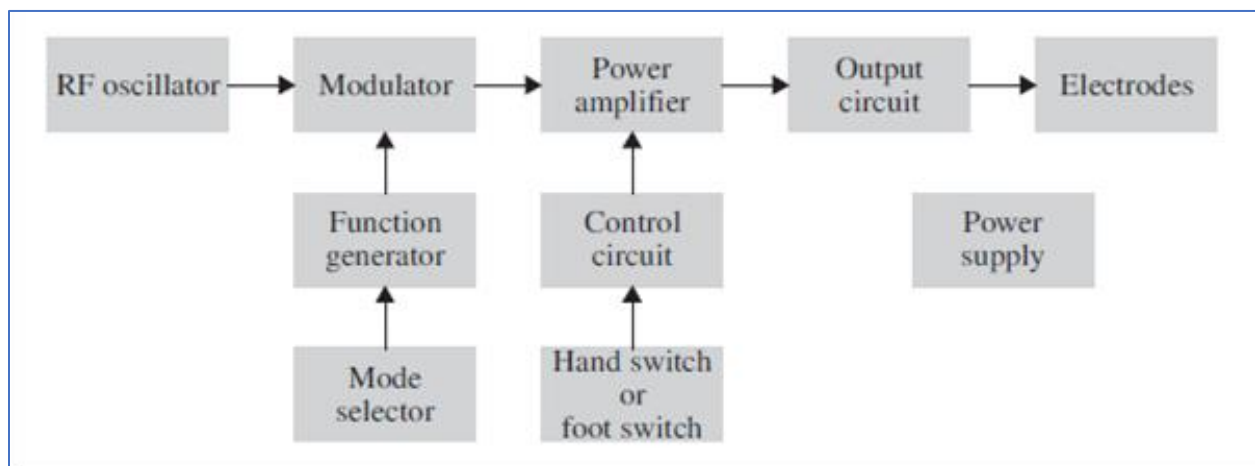 RF oscillator
Modulator
Power
amplifier
Output
circuit
Electrodes
Function
generator
Control
circuit
Power
supply
Mode
selector
Hand switch
or
foot switch